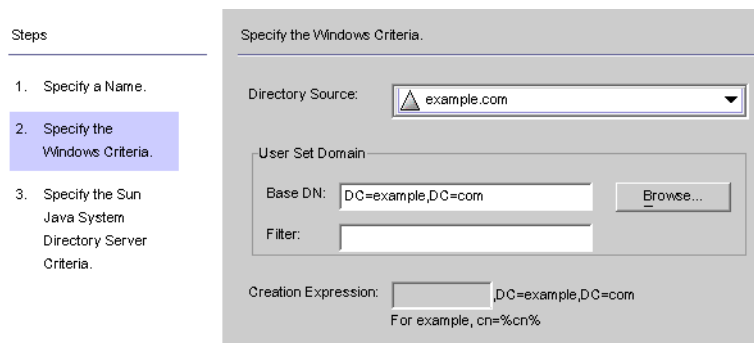 Steps
1. Specify a Name.
2. Specify the
Windows Criteria.
3. Specify the Sun
Java System
Directory Server
Criteria.
Specify the Windows Criteria.
Directory Source: example.com
User Set Domain
Base DN: DC=example,DC=com Browse...
Filter:
Creation Expression: ,DC=example,DC=com
For example, cn=%cn%